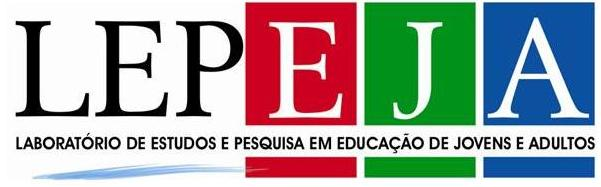 LEPEJA
LABORATÓRIO DE ESTUDOS E PESQUISA EM EDUCAÇÃO DE JOVENS E ADULTOS